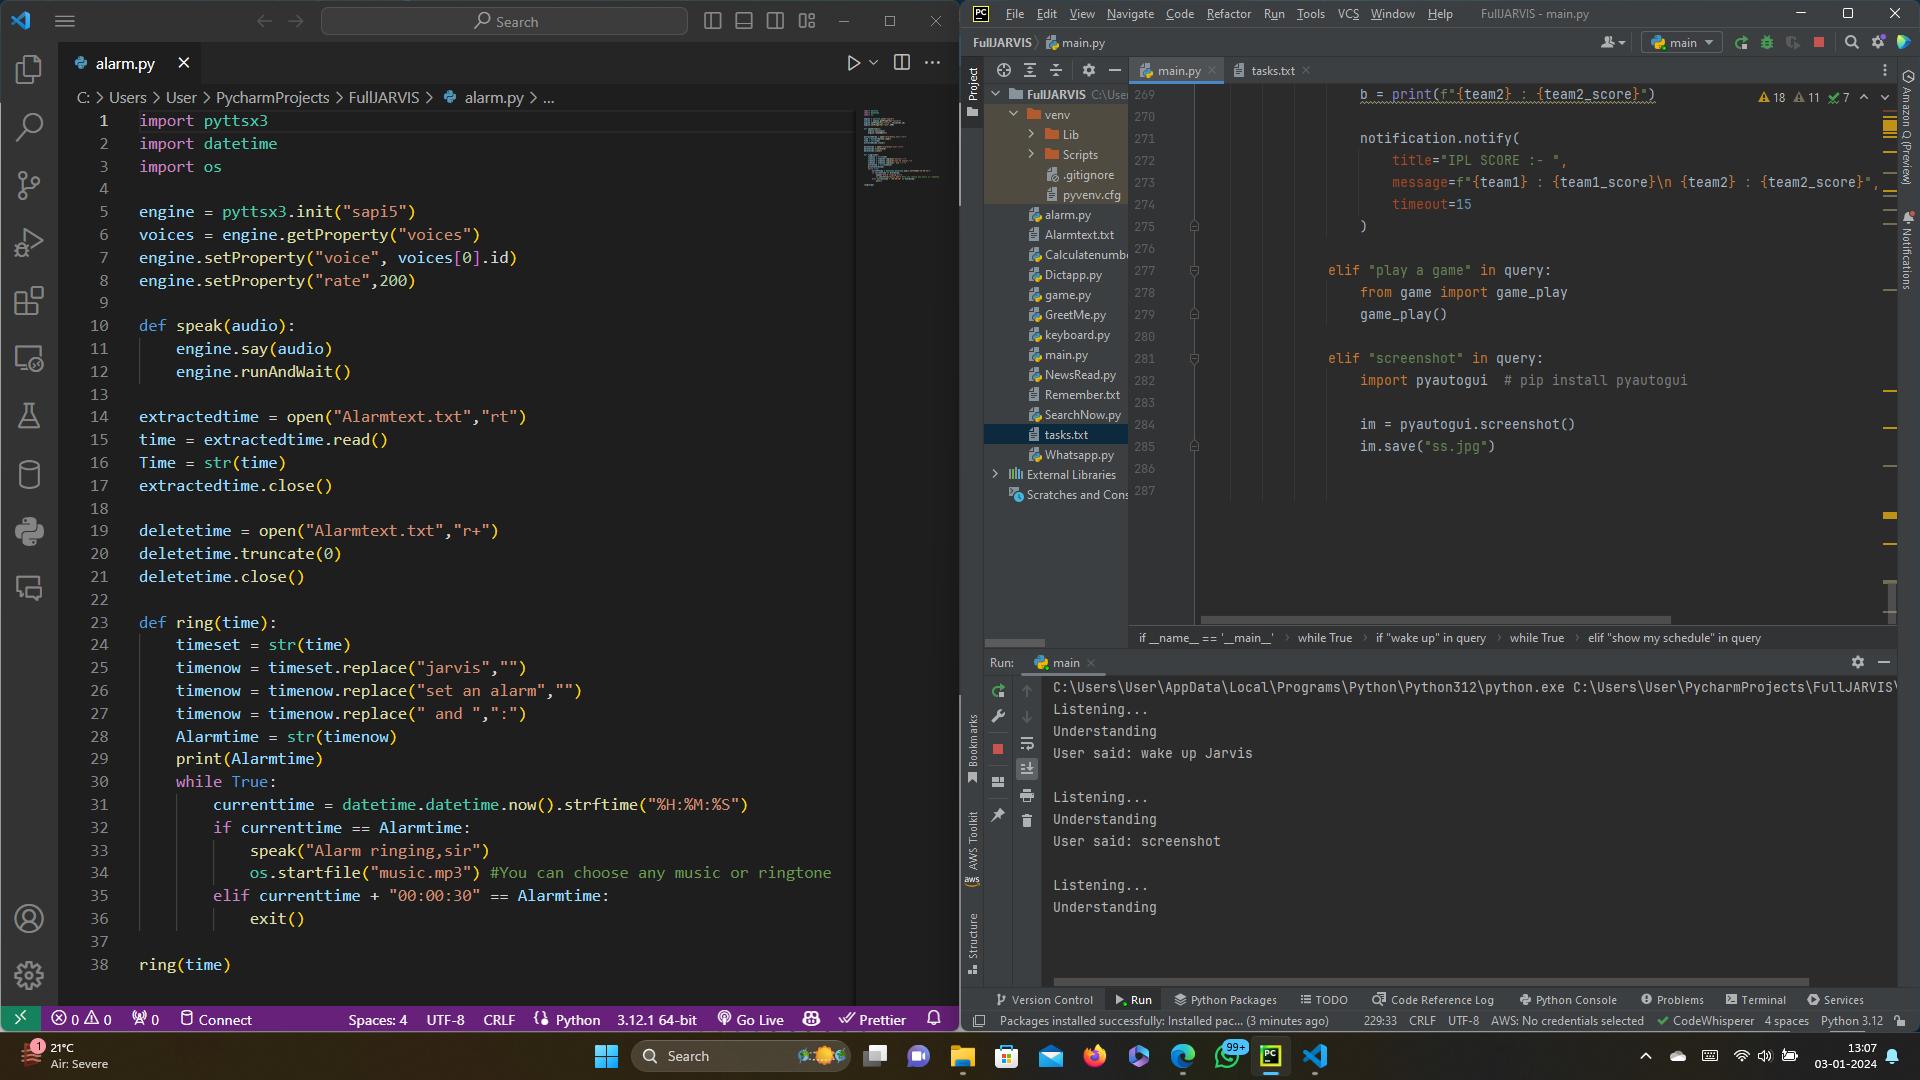 Search
alarm.py
C: > Users > User > PycharmProjects > FullJARVIS > alarm.py > ...
1 import pyttsx3
2 import datetime
3 import os
4
5 engine = pyttsx3.init("sapi5")
6 voices = engine.getProperty("voices")
7 engine.setProperty("voice", voices[0].id)
8 engine.setProperty("rate",200)
9
10 def speak(audio):
11     engine.say(audio)
12     engine.runAndWait()
13
14 extractedtime = open("Alarmtext.txt","rt")
15 time = extractedtime.read()
16 Time = str(time)
17 extractedtime.close()
18
19 deletetime = open("Alarmtext.txt","r+")
20 deletetime.truncate(0)
21 deletetime.close()
22
23 def ring(time):
24     timeset = str(time)
25     timenow = timeset.replace("jarvis","")
26     timenow = timenow.replace("set an alarm","")
27     timenow = timenow.replace(" and ",":")
28     Alarmtime = str(timenow)
29     print(Alarmtime)
30     while True:
31         currenttime = datetime.datetime.now().strftime("%H:%M:%S")
32         if currenttime == Alarmtime:
33             speak("Alarm ringing,sir")
34             os.startfile("music.mp3") #You can choose any music or ringtone
35         elif currenttime + "00:00:30" == Alarmtime:
36             exit()
37
38 ring(time)
0 0 0 Connect Spaces: 4 UTF-8 CRLF Python 3.12.1 64-bit Go Live Prettier
PC File Edit View Navigate Code Refactor Run Tools VCS Window Help FullJARVIS - main.py
FullJARVIS main.py main
Project
FullJARVIS C:\User
venv
Lib
Scripts
.gitignore
pyvenv.cfg
alarm.py
Alarmtext.txt
Calculatenumbe
Dictapp.py
game.py
GreetMe.py
keyboard.py
main.py
NewsRead.py
Remember.txt
SearchNow.py
tasks.txt
Whatsapp.py
External Libraries
Scratches and Cons
main.py tasks.txt
18 11 7
269 b = print(f"{team2} : {team2_score}")
270
271 notification.notify(
272     title="IPL SCORE :- ",
273     message=f"{team1} : {team1_score}\n {team2} : {team2_score}",
274     timeout=15
275 )
276
277 elif "play a game" in query:
278     from game import game_play
279     game_play()
280
281 elif "screenshot" in query:
282     import pyautogui  # pip install pyautogui
283
284     im = pyautogui.screenshot()
285     im.save("ss.jpg")
286
287
if __name__ == '__main__' > while True > if "wake up" in query > while True > elif "show my schedule" in query
Amazon Q (Preview)
Notifications
Run: main
C:\Users\User\AppData\Local\Programs\Python\Python312\python.exe C:\Users\User\PycharmProjects\FullJARVIS\
Listening...
Understanding
User said: wake up Jarvis
Listening...
Understanding
User said: screenshot
Listening...
Understanding
Bookmarks
AWS Toolkit
aws
Structure
Version Control Run Python Packages TODO Code Reference Log Python Console Problems Terminal Services
Packages installed successfully: Installed pac... (3 minutes ago) 229:33 CRLF UTF-8 AWS: No credentials selected CodeWhisperer 4 spaces Python 3.12
1 21°C
Air: Severe
Search
99+
PC
13:07
03-01-2024